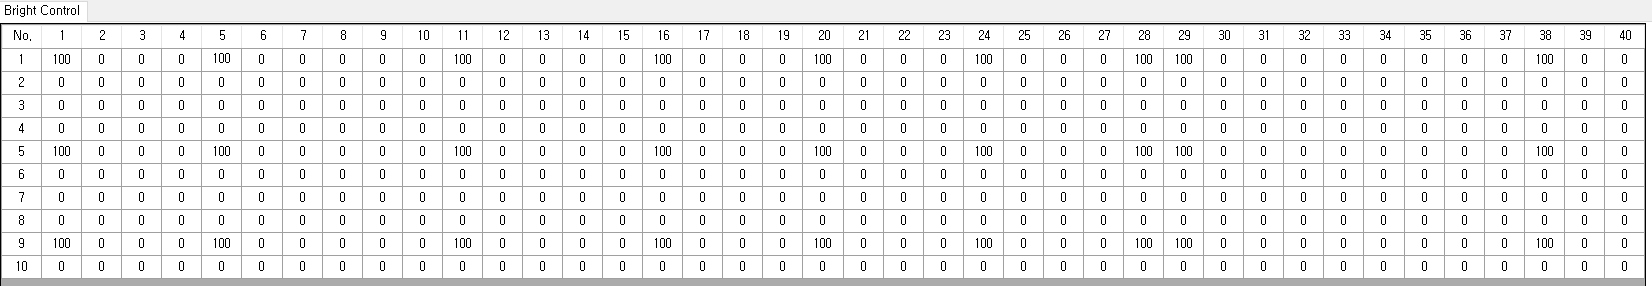 Bright Control
No. 1 2 3 4 5 6 7 8 9 10 11 12 13 14 15 16 17 18 19 20 21 22 23 24 25 26 27 28 29 30 31 32 33 34 35 36 37 38 39 40
1 100 0 0 0 100 0 0 0 0 0 100 0 0 0 0 100 0 0 0 100 0 0 0 100 0 0 0 100 100 0 0 0 0 0 0 0 0 100 0 0
2 0 0 0 0 0 0 0 0 0 0 0 0 0 0 0 0 0 0 0 0 0 0 0 0 0 0 0 0 0 0 0 0 0 0 0 0 0 0 0 0
3 0 0 0 0 0 0 0 0 0 0 0 0 0 0 0 0 0 0 0 0 0 0 0 0 0 0 0 0 0 0 0 0 0 0 0 0 0 0 0 0
4 0 0 0 0 0 0 0 0 0 0 0 0 0 0 0 0 0 0 0 0 0 0 0 0 0 0 0 0 0 0 0 0 0 0 0 0 0 0 0 0
5 100 0 0 0 100 0 0 0 0 0 100 0 0 0 0 100 0 0 0 100 0 0 0 100 0 0 0 100 100 0 0 0 0 0 0 0 0 100 0 0
6 0 0 0 0 0 0 0 0 0 0 0 0 0 0 0 0 0 0 0 0 0 0 0 0 0 0 0 0 0 0 0 0 0 0 0 0 0 0 0 0
7 0 0 0 0 0 0 0 0 0 0 0 0 0 0 0 0 0 0 0 0 0 0 0 0 0 0 0 0 0 0 0 0 0 0 0 0 0 0 0 0
8 0 0 0 0 0 0 0 0 0 0 0 0 0 0 0 0 0 0 0 0 0 0 0 0 0 0 0 0 0 0 0 0 0 0 0 0 0 0 0 0
9 100 0 0 0 100 0 0 0 0 0 100 0 0 0 0 100 0 0 0 100 0 0 0 100 0 0 0 100 100 0 0 0 0 0 0 0 0 100 0 0
10 0 0 0 0 0 0 0 0 0 0 0 0 0 0 0 0 0 0 0 0 0 0 0 0 0 0 0 0 0 0 0 0 0 0 0 0 0 0 0 0